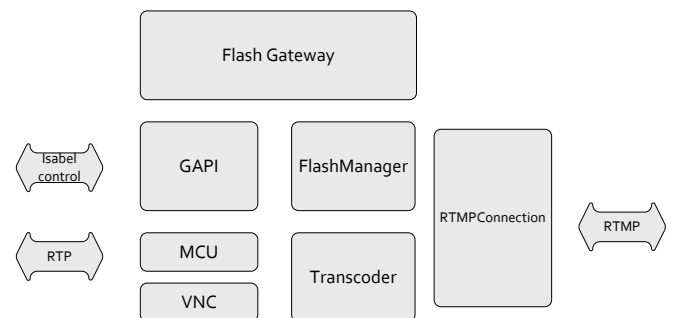 Flash Gateway
Isabel
control
GAPI
FlashManager
RTMPConnection
RTMP
RTP
MCU
VNC
Transcoder